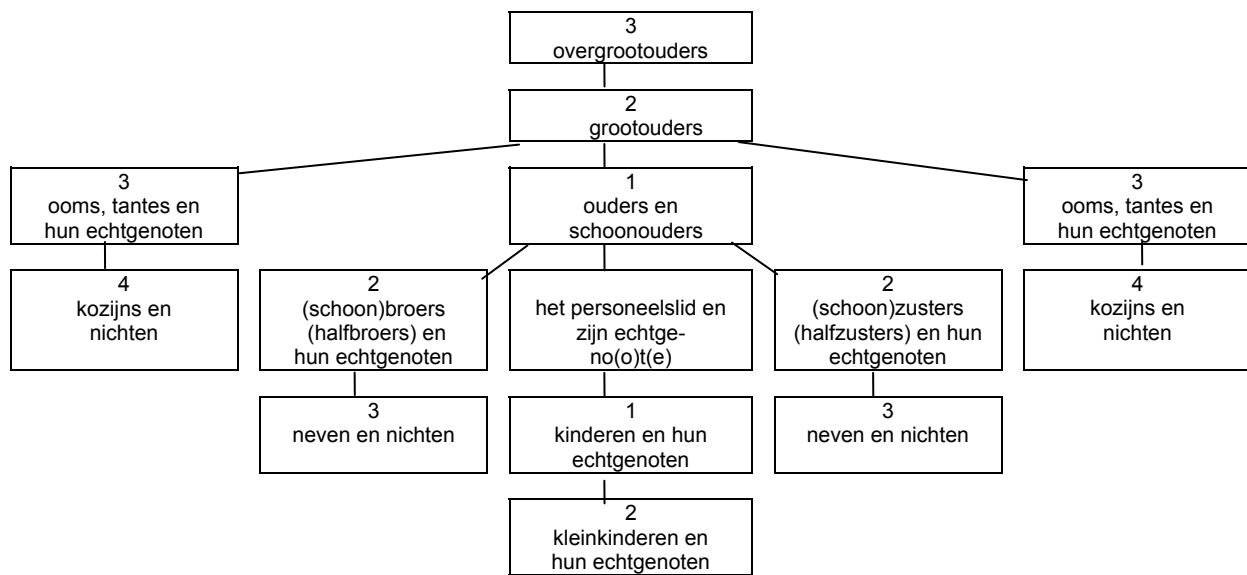 3
overgrootouders
2
grootouders
3
ooms, tantes en
hun echtgenoten
1
ouders en
schoonouders
3
ooms, tantes en
hun echtgenoten
4
kozijns en
nichten
2
(schoon)broers
(halfbroers) en
hun echtgenoten
het personeelslid en
zijn echtge-
no(o)t(e)
2
(schoon)zusters
(halfzusters) en hun
echtgenoten
4
kozijns en
nichten
3
neven en nichten
1
kinderen en hun
echtgenoten
3
neven en nichten
2
kleinkinderen en
hun echtgenoten